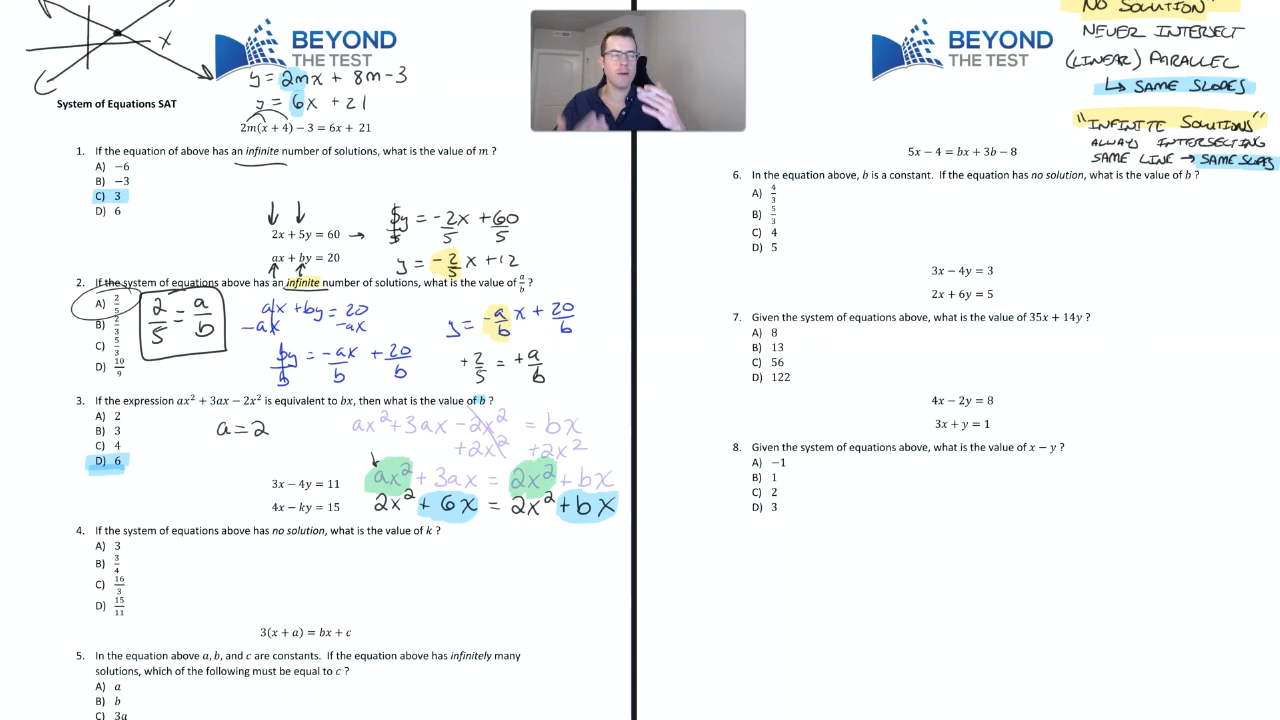 x
BEYOND
THE TEST
y = 2mx + 8m-3
y = 6x + 21
System of Equations SAT
2m(x + 4) − 3 = 6x + 21
1. If the equation of above has an infinite number of solutions, what is the value of m ?
A) −6
B) −3
C) 3
D) 6
2x + 5y = 60 → 5y/5 = -2x/5 + 60/5
ax + by = 20
y = -2/5 x + 12
2. If the system of equations above has an infinite number of solutions, what is the value of a/b ?
A) 2/5
B) 2/3
C) 5/3
D) 10/9
2/5 = a/b
ax + by = 20
-ax -ax
by/b = -ax/b + 20/b
y = -a/b x + 20/b
+2/5 = +a/b
3. If the expression ax² + 3ax − 2x² is equivalent to bx, then what is the value of b ?
A) 2
B) 3
C) 4
D) 6
a = 2
ax² + 3ax - 2x² = bx
+2x² +2x²
ax² + 3ax = 2x² + bx
2x² + 6x = 2x² + bx
3x − 4y = 11
4x − ky = 15
4. If the system of equations above has no solution, what is the value of k ?
A) 3
B) 3/4
C) 16/3
D) 15/11
3(x + a) = bx + c
5. In the equation above a, b, and c are constants. If the equation above has infinitely many
solutions, which of the following must be equal to c ?
A) a
B) b
C) 3a
BEYOND
THE TEST
NO SOLUTION"
NEVER INTERSECT
(LINEAR) PARALLEL
↳ SAME SLOPES
"INFINITE SOLUTIONS"
ALWAYS INTERSECTING
SAME LINE → SAME SLOPES
5x − 4 = bx + 3b − 8
6. In the equation above, b is a constant. If the equation has no solution, what is the value of b ?
A) 4/3
B) 5/3
C) 4
D) 5
3x − 4y = 3
2x + 6y = 5
7. Given the system of equations above, what is the value of 35x + 14y ?
A) 8
B) 13
C) 56
D) 122
4x − 2y = 8
3x + y = 1
8. Given the system of equations above, what is the value of x − y ?
A) −1
B) 1
C) 2
D) 3